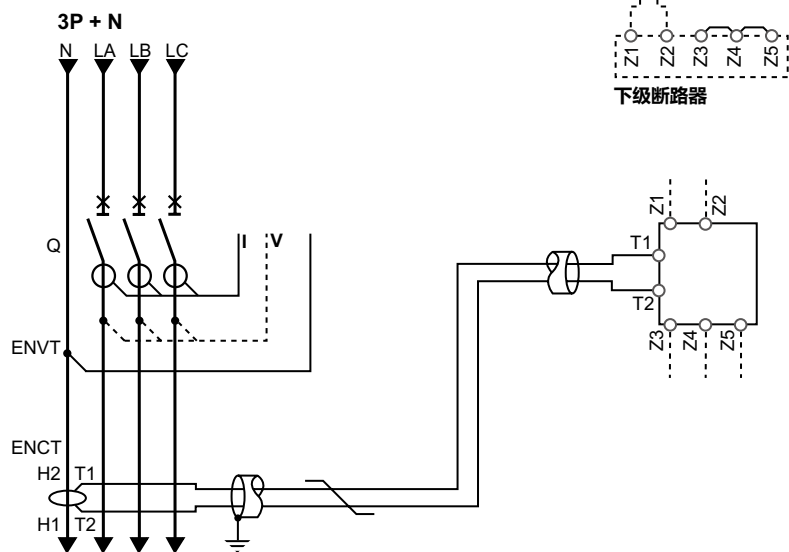 3P + N
N LA LB LC
Z1 Z2 Z3 Z4 Z5
下级断路器
Z1 Z2
Q
I V
T1
T2
ENVT
Z3 Z4 Z5
ENCT
H2 T1
H1 T2